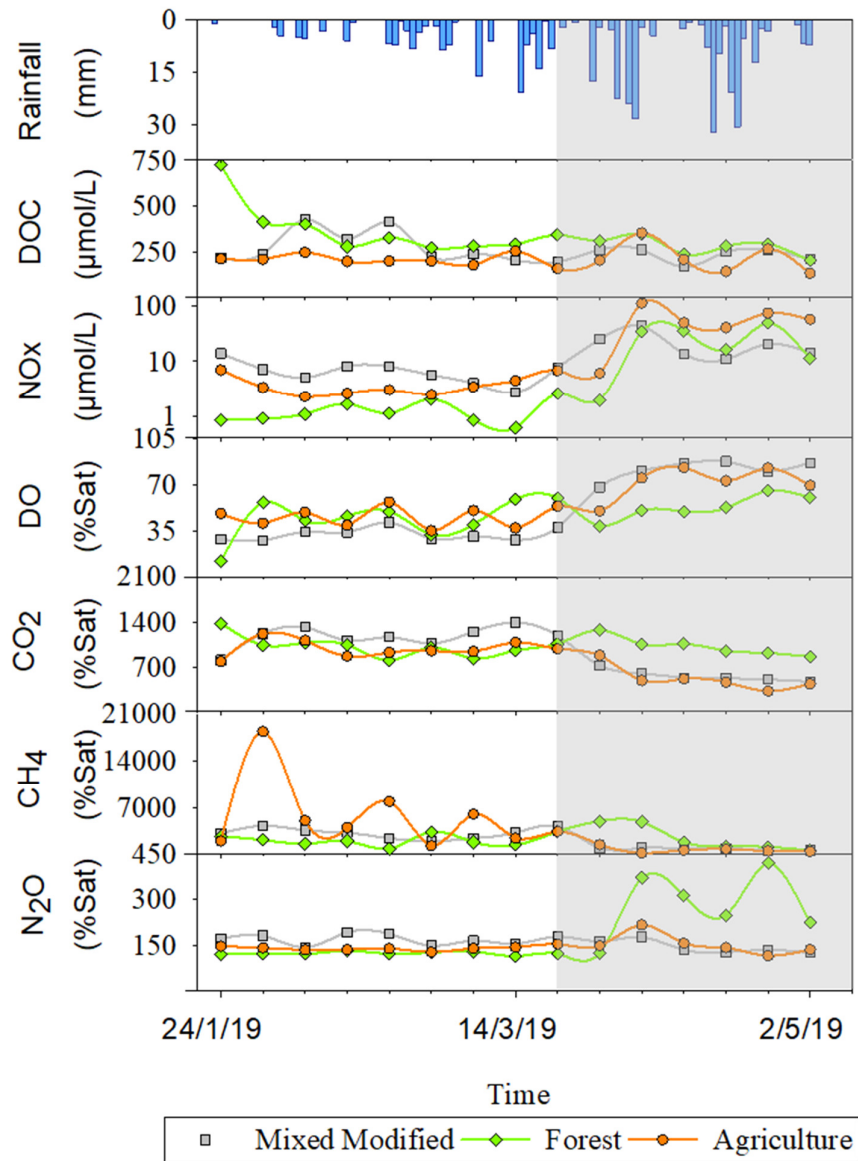 0
15
30
Rainfall
(mm)
750
500
250
DOC
(µmol/L)
100
10
1
NOx
(µmol/L)
105
105
70
35
DO
(%Sat)
2100
1400
700
CO2
(%Sat)
21000
14000
7000
CH4
(%Sat)
450
300
150
N2O
(%Sat)
24/1/19 14/3/19 2/5/19
Time
Mixed Modified Forest Agriculture